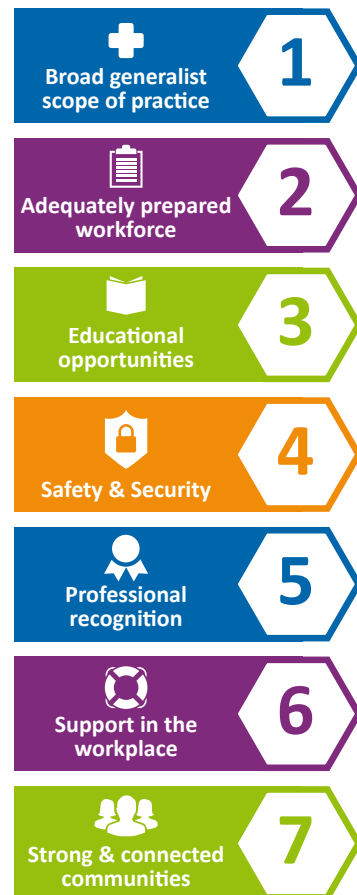 Broad generalist
scope of practice
1
Adequately prepared
workforce
2
Educational
opportunities
3
Safety & Security
4
Professional
recognition
5
Support in the
workplace
6
Strong & connected
communities
7